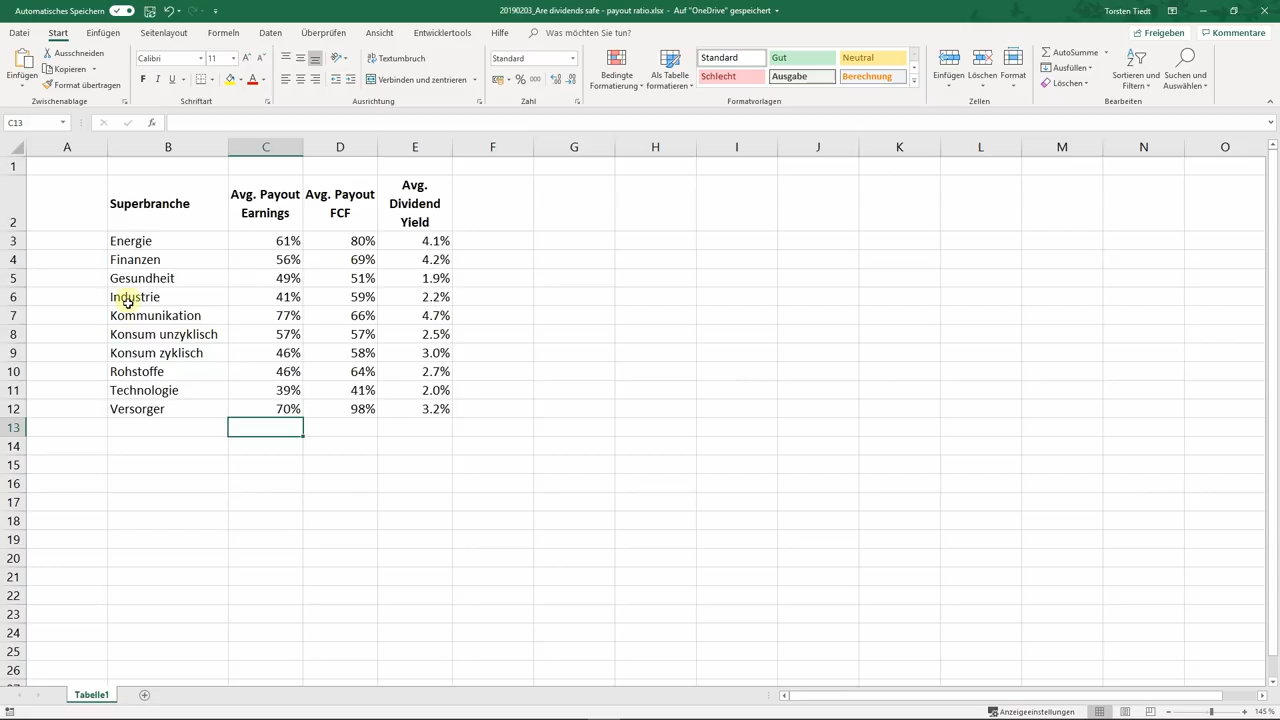 Automatisches Speichern
20190203_Are dividends safe - payout ratio.xlsx - Auf "OneDrive" gespeichert
Torsten Tiedt
Datei Start Einfügen Seitenlayout Formeln Daten Überprüfen Ansicht Entwicklertools Hilfe Was möchten Sie tun? Freigeben Kommentare
Einfügen
Ausschneiden
Kopieren
Format übertragen
Zwischenablage
Calibri 11
F K U
Schriftart
Textumbruch
Verbinden und zentrieren
Ausrichtung
Standard
% 000
Zahl
Bedingte Formatierung
Als Tabelle formatieren
Standard Gut Neutral
Schlecht Ausgabe Berechnung
Formatvorlagen
Einfügen Löschen Format
Zellen
AutoSumme
Ausfüllen
Löschen
Sortieren und Filtern
Suchen und Auswählen
Bearbeiten
C13 fx
A B C D E F G H I J K L M N O
1
2 Superbranche Avg. Payout Earnings Avg. Payout FCF Avg. Dividend Yield
3 Energie 61% 80% 4.1%
4 Finanzen 56% 69% 4.2%
5 Gesundheit 49% 51% 1.9%
6 Industrie 41% 59% 2.2%
7 Kommunikation 77% 66% 4.7%
8 Konsum unzyklisch 57% 57% 2.5%
9 Konsum zyklisch 46% 58% 3.0%
10 Rohstoffe 46% 64% 2.7%
11 Technologie 39% 41% 2.0%
12 Versorger 70% 98% 3.2%
13
14
15
16
17
18
19
20
21
22
23
24
25
26
Tabelle1
Anzeigeeinstellungen
145 %